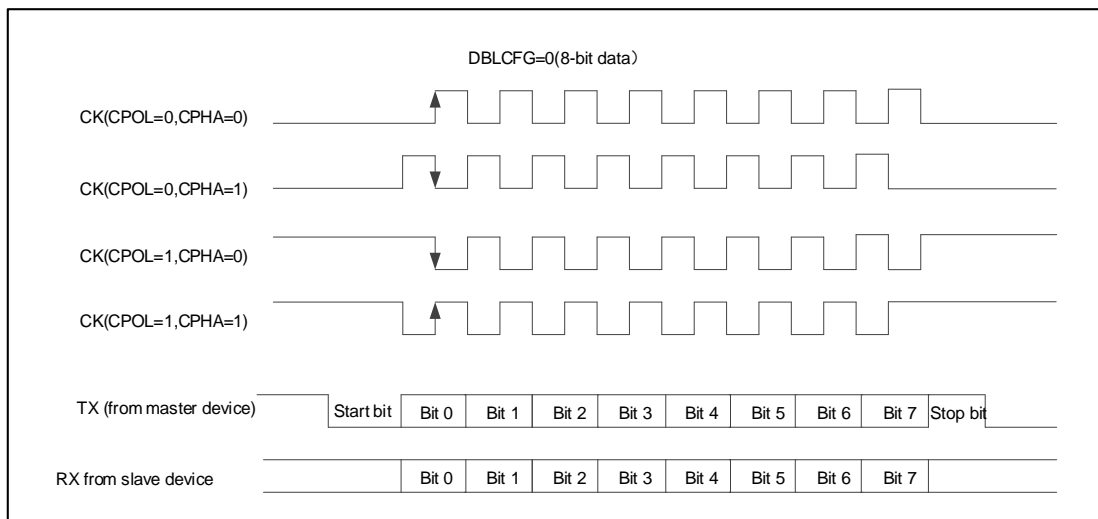 DBLCFG=0(8-bit data）
CK(CPOL=0,CPHA=0)
CK(CPOL=0,CPHA=1)
CK(CPOL=1,CPHA=0)
CK(CPOL=1,CPHA=1)
TX (from master device) Start bit Bit 0 Bit 1 Bit 2 Bit 3 Bit 4 Bit 5 Bit 6 Bit 7 Stop bit
RX from slave device Bit 0 Bit 1 Bit 2 Bit 3 Bit 4 Bit 5 Bit 6 Bit 7